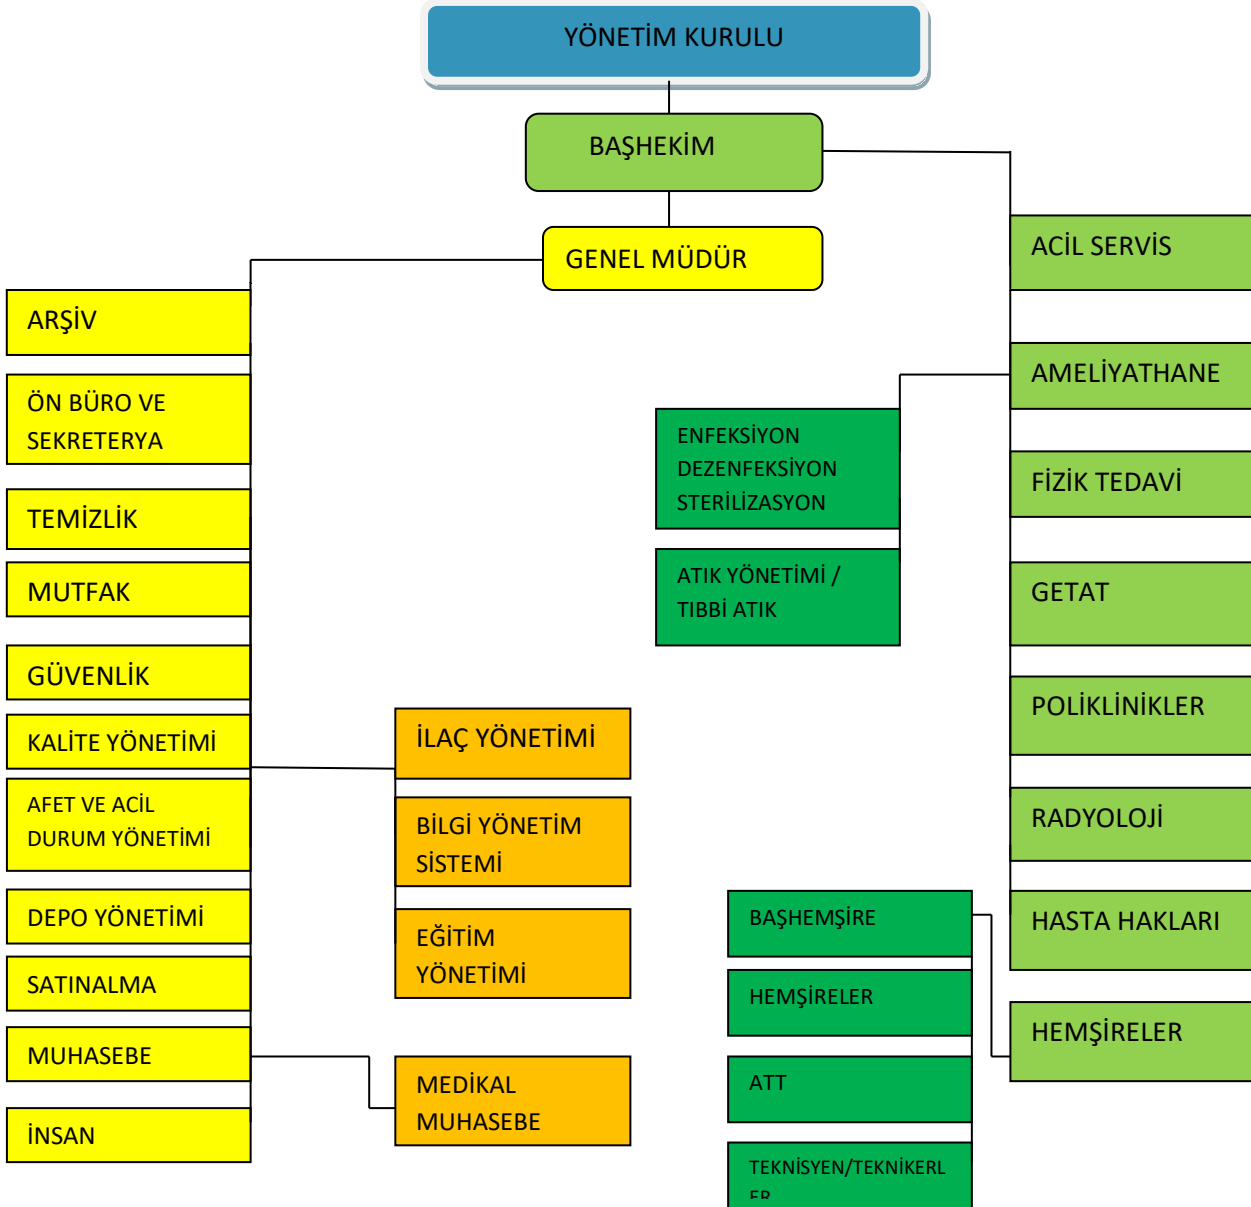 YÖNETİM KURULU
BAŞHEKİM
GENEL MÜDÜR
ARŞİV
ÖN BÜRO VE
SEKRETERYA
TEMİZLİK
MUTFAK
GÜVENLİK
KALİTE YÖNETİMİ
AFET VE ACİL
DURUM YÖNETİMİ
DEPO YÖNETİMİ
SATINALMA
MUHASEBE
İNSAN
İLAÇ YÖNETİMİ
BİLGİ YÖNETİM
SİSTEMİ
EĞİTİM
YÖNETİMİ
MEDİKAL
MUHASEBE
ENFEKSİYON
DEZENFEKSİYON
STERİLİZASYON
ATIK YÖNETİMİ /
TIBBİ ATIK
BAŞHEMŞİRE
HEMŞİRELER
ATT
TEKNİSYEN/TEKNİKERL
ER
ACİL SERVİS
AMELİYATHANE
FİZİK TEDAVİ
GETAT
POLİKLİNİKLER
RADYOLOJİ
HASTA HAKLARI
HEMŞİRELER